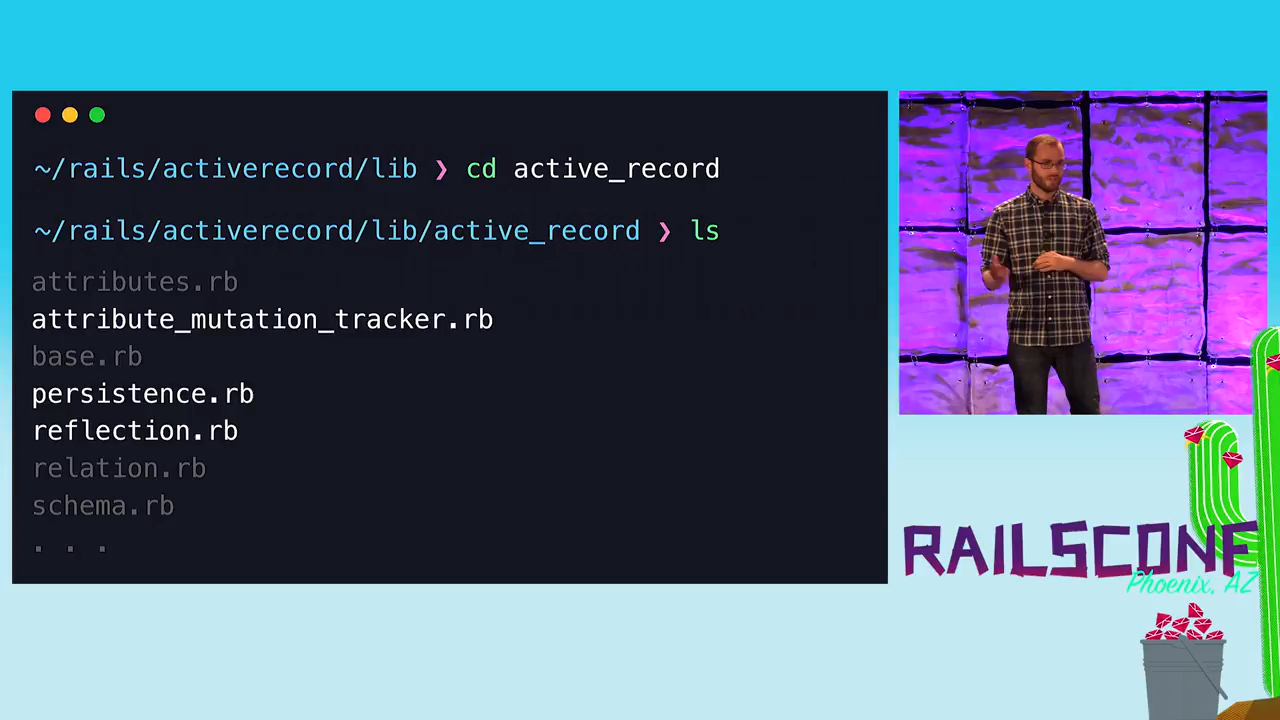 ~/rails/activerecord/lib ❯ cd active_record
~/rails/activerecord/lib/active_record ❯ ls
attributes.rb
attribute_mutation_tracker.rb
base.rb
persistence.rb
reflection.rb
relation.rb
schema.rb
. . .
RAILSCONF
Phoenix, AZ